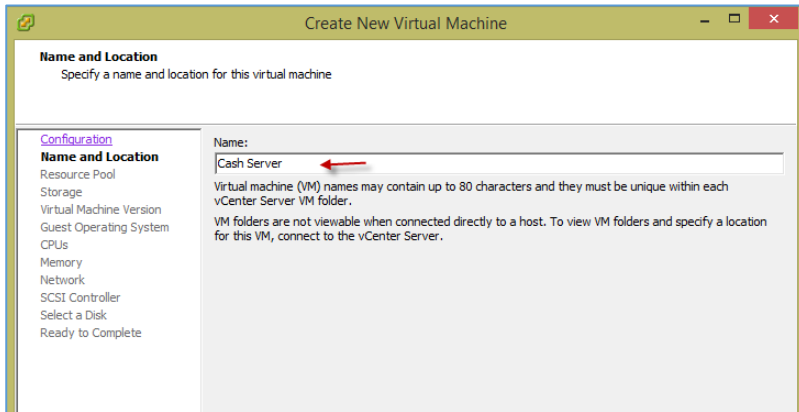 Create New Virtual Machine
Name and Location
Specify a name and location for this virtual machine
Configuration
Name and Location
Resource Pool
Storage
Virtual Machine Version
Guest Operating System
CPUs
Memory
Network
SCSI Controller
Select a Disk
Ready to Complete
Name:
Cash Server
Virtual machine (VM) names may contain up to 80 characters and they must be unique within each
vCenter Server VM folder.
VM folders are not viewable when connected directly to a host. To view VM folders and specify a location
for this VM, connect to the vCenter Server.